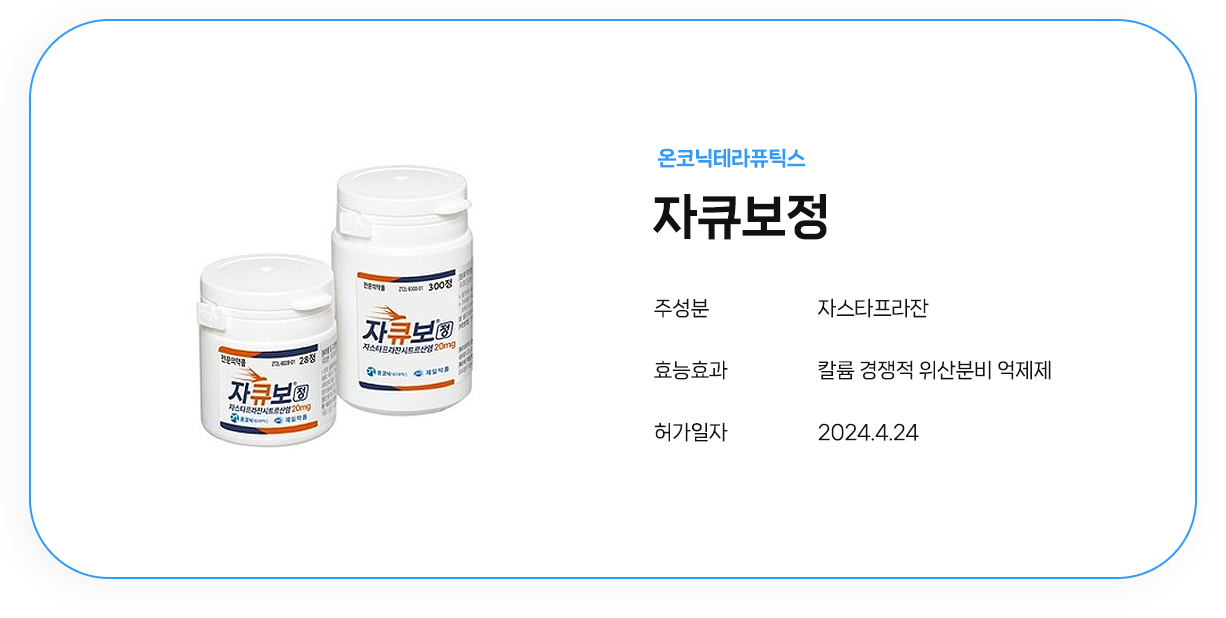 온코닉테라퓨틱스
자큐보정
주성분 자스타프라잔
효능효과 칼륨 경쟁적 위산분비 억제제
허가일자 2024.4.24
전문의약품 300정
자큐보정
자스타프라잔시트르산염 20mg
온코닉테라퓨틱스 제일약품
전문의약품 28정
자큐보정
자스타프라잔시트르산염 20mg
온코닉테라퓨틱스 제일약품